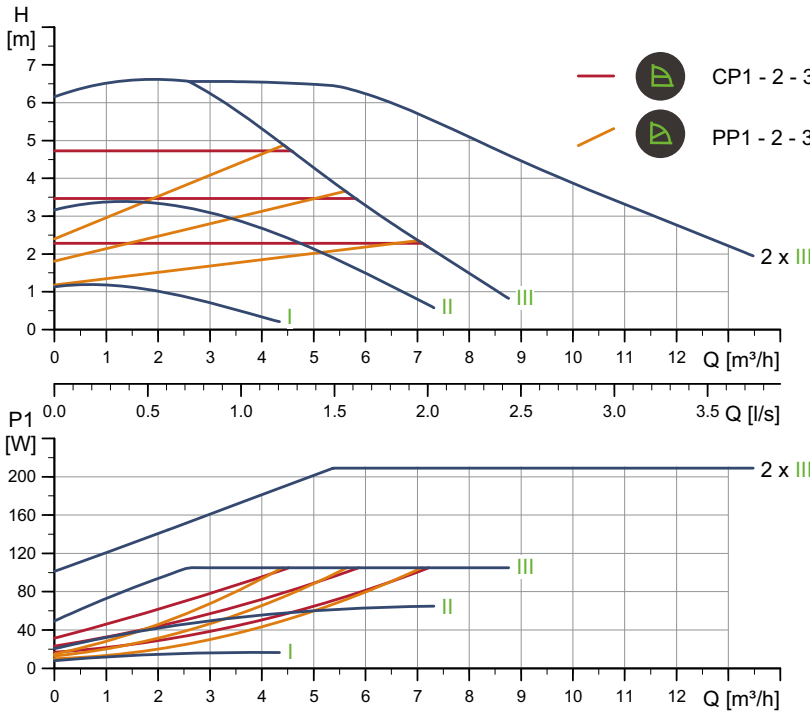 H
[m]
7
6
5
4
3
2
1
0
CP1 - 2 - 3
PP1 - 2 - 3
2 x III
III
II
I
0 1 2 3 4 5 6 7 8 9 10 11 12 Q [m³/h]
0.0 0.5 1.0 1.5 2.0 2.5 3.0 3.5 Q [l/s]
P1
[W]
200
160
120
80
40
0
2 x III
III
II
I
0 1 2 3 4 5 6 7 8 9 10 11 12 Q [m³/h]